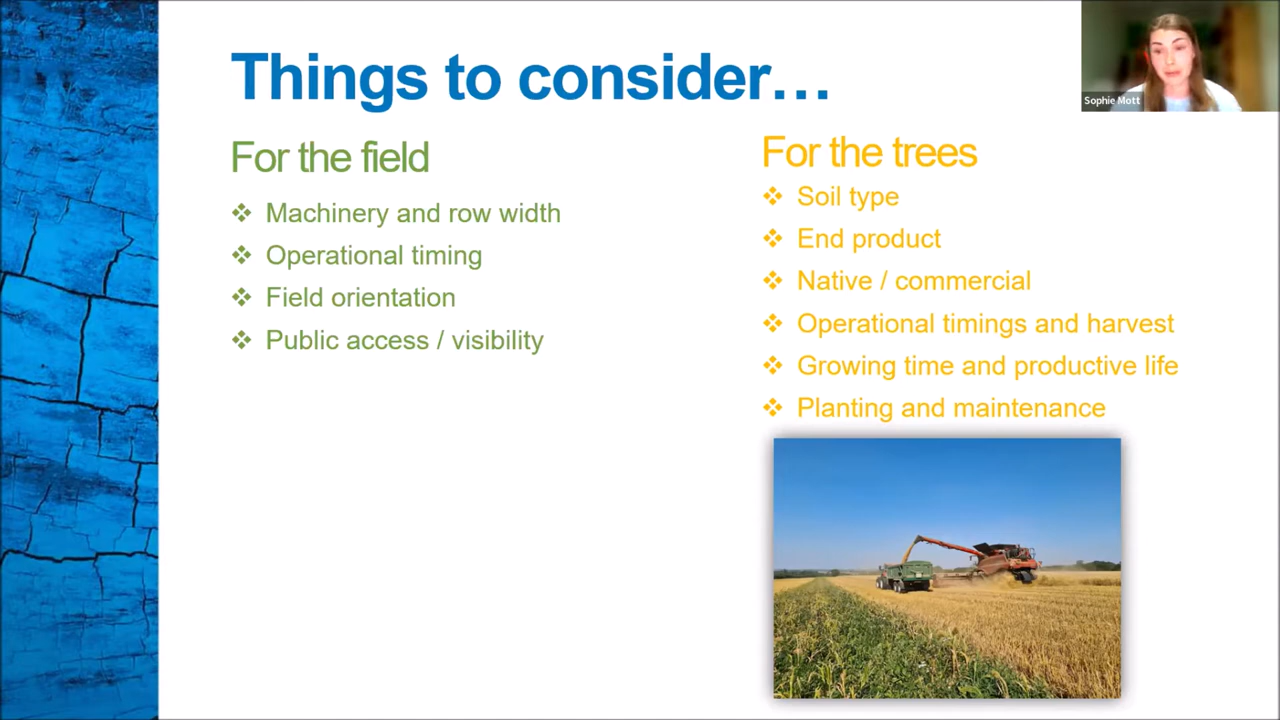 Things to consider…
Sophie Mott
For the field
Machinery and row width
Operational timing
Field orientation
Public access / visibility
For the trees
Soil type
End product
Native / commercial
Operational timings and harvest
Growing time and productive life
Planting and maintenance